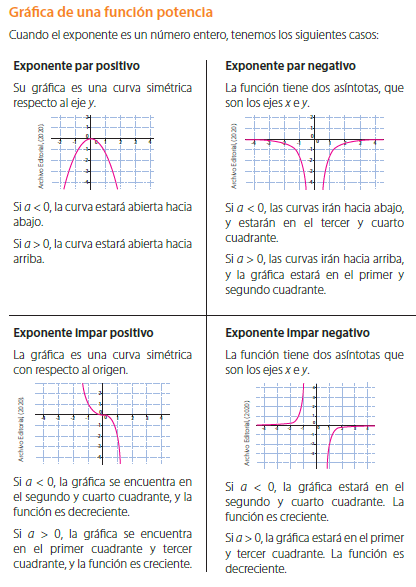 Gráfica de una función potencia
Cuando el exponente es un número entero, tenemos los siguientes casos:
Exponente par positivo
Su gráfica es una curva simétrica
respecto al eje y.
Archivo Editorial, (2020)
Si a < 0, la curva estará abierta hacia
abajo.
Si a > 0, la curva estará abierta hacia
arriba.
Exponente par negativo
La función tiene dos asíntotas, que
son los ejes x e y.
Archivo Editorial, (2020)
Si a < 0, las curvas irán hacia abajo,
y estarán en el tercer y cuarto
cuadrante.
Si a > 0, las curvas irán hacia arriba,
y la gráfica estará en el primer y
segundo cuadrante.
Exponente impar positivo
La gráfica es una curva simétrica
con respecto al origen.
Archivo Editorial, (2020)
Si a < 0, la gráfica se encuentra en
el segundo y cuarto cuadrante, y la
función es decreciente.
Si a > 0, la gráfica se encuentra
en el primer cuadrante y tercer
cuadrante, y la función es creciente.
Exponente impar negativo
La función tiene dos asíntotas que
son los ejes x e y.
Archivo Editorial, (2020)
Si a < 0, la gráfica estará en el
segundo y cuarto cuadrante. La
función es creciente.
Si a > 0, la gráfica estará en el primer
y tercer cuadrante. La función es
decreciente.